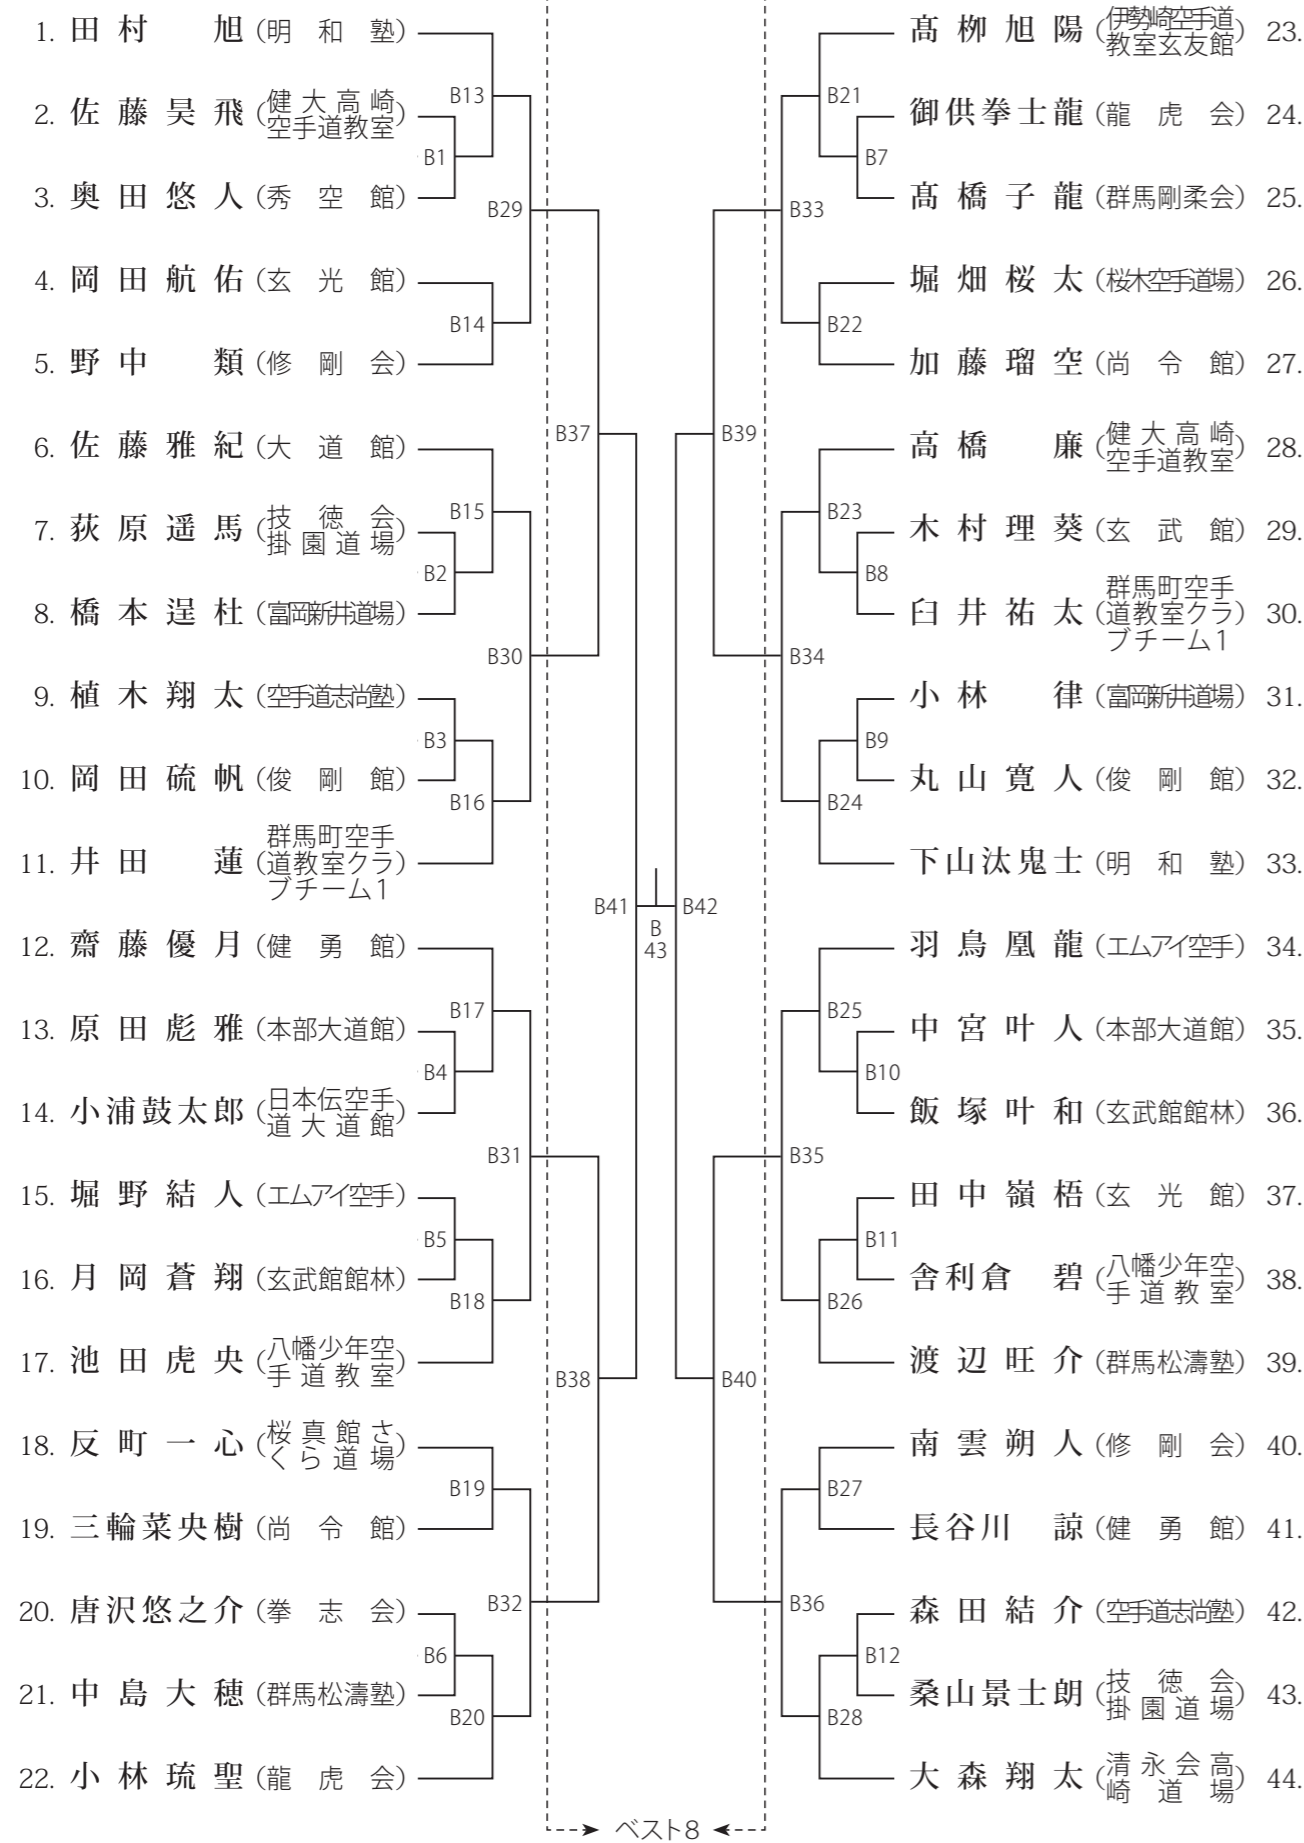 1. 田村 旭 (明和塾)
2. 佐藤昊飛 (健大高崎空手道教室)
B13
B1
3. 奥田悠人 (秀空館)
B29
4. 岡田航佑 (玄光館)
B14
5. 野中 類 (修剛会)
B37
6. 佐藤雅紀 (大道館)
7. 荻原遥馬 (技徳会掛園道場)
B15
B2
8. 橋本逞杜 (富岡新井道場)
B30
9. 植木翔太 (空手道志尚塾)
B3
10. 岡田硫帆 (俊剛館)
B16
11. 井田 蓮 (群馬町空手道教室クラブチーム1)
B41
12. 齋藤優月 (健勇館)
B17
13. 原田彪雅 (本部大道館)
B4
14. 小浦鼓太郎 (日本伝空手道大道館)
B31
15. 堀野結人 (エムアイ空手)
B5
16. 月岡蒼翔 (玄武館館林)
B18
17. 池田虎央 (八幡少年空手道教室)
B38
18. 反町一心 (桜真館さくら道場)
B19
19. 三輪菜央樹 (尚令館)
20. 唐沢悠之介 (拳志会)
B32
B6
21. 中島大穂 (群馬松濤塾)
B20
22. 小林琉聖 (龍虎会)
B43
髙栁旭陽 (伊勢崎空手道教室玄友館) 23.
B21
御供拳士龍 (龍虎会) 24.
B7
髙橋子龍 (群馬剛柔会) 25.
B33
堀畑桜太 (桜木空手道場) 26.
B22
加藤瑠空 (尚令館) 27.
B39
高橋 廉 (健大高崎空手道教室) 28.
B23
木村理葵 (玄武館) 29.
B8
臼井祐太 (群馬町空手道教室クラブチーム1) 30.
B34
小林 律 (富岡新井道場) 31.
B9
丸山寛人 (俊剛館) 32.
B24
下山汰鬼士 (明和塾) 33.
B42
羽鳥凰龍 (エムアイ空手) 34.
B25
中宮叶人 (本部大道館) 35.
B10
飯塚叶和 (玄武館館林) 36.
B35
田中嶺梧 (玄光館) 37.
B11
舎利倉 碧 (八幡少年空手道教室) 38.
B26
渡辺旺介 (群馬松濤塾) 39.
B40
南雲朔人 (修剛会) 40.
B27
長谷川 諒 (健勇館) 41.
B36
森田結介 (空手道志尚塾) 42.
B12
桑山景士朗 (技徳会掛園道場) 43.
B28
大森翔太 (清永会高崎道場) 44.
ベスト8